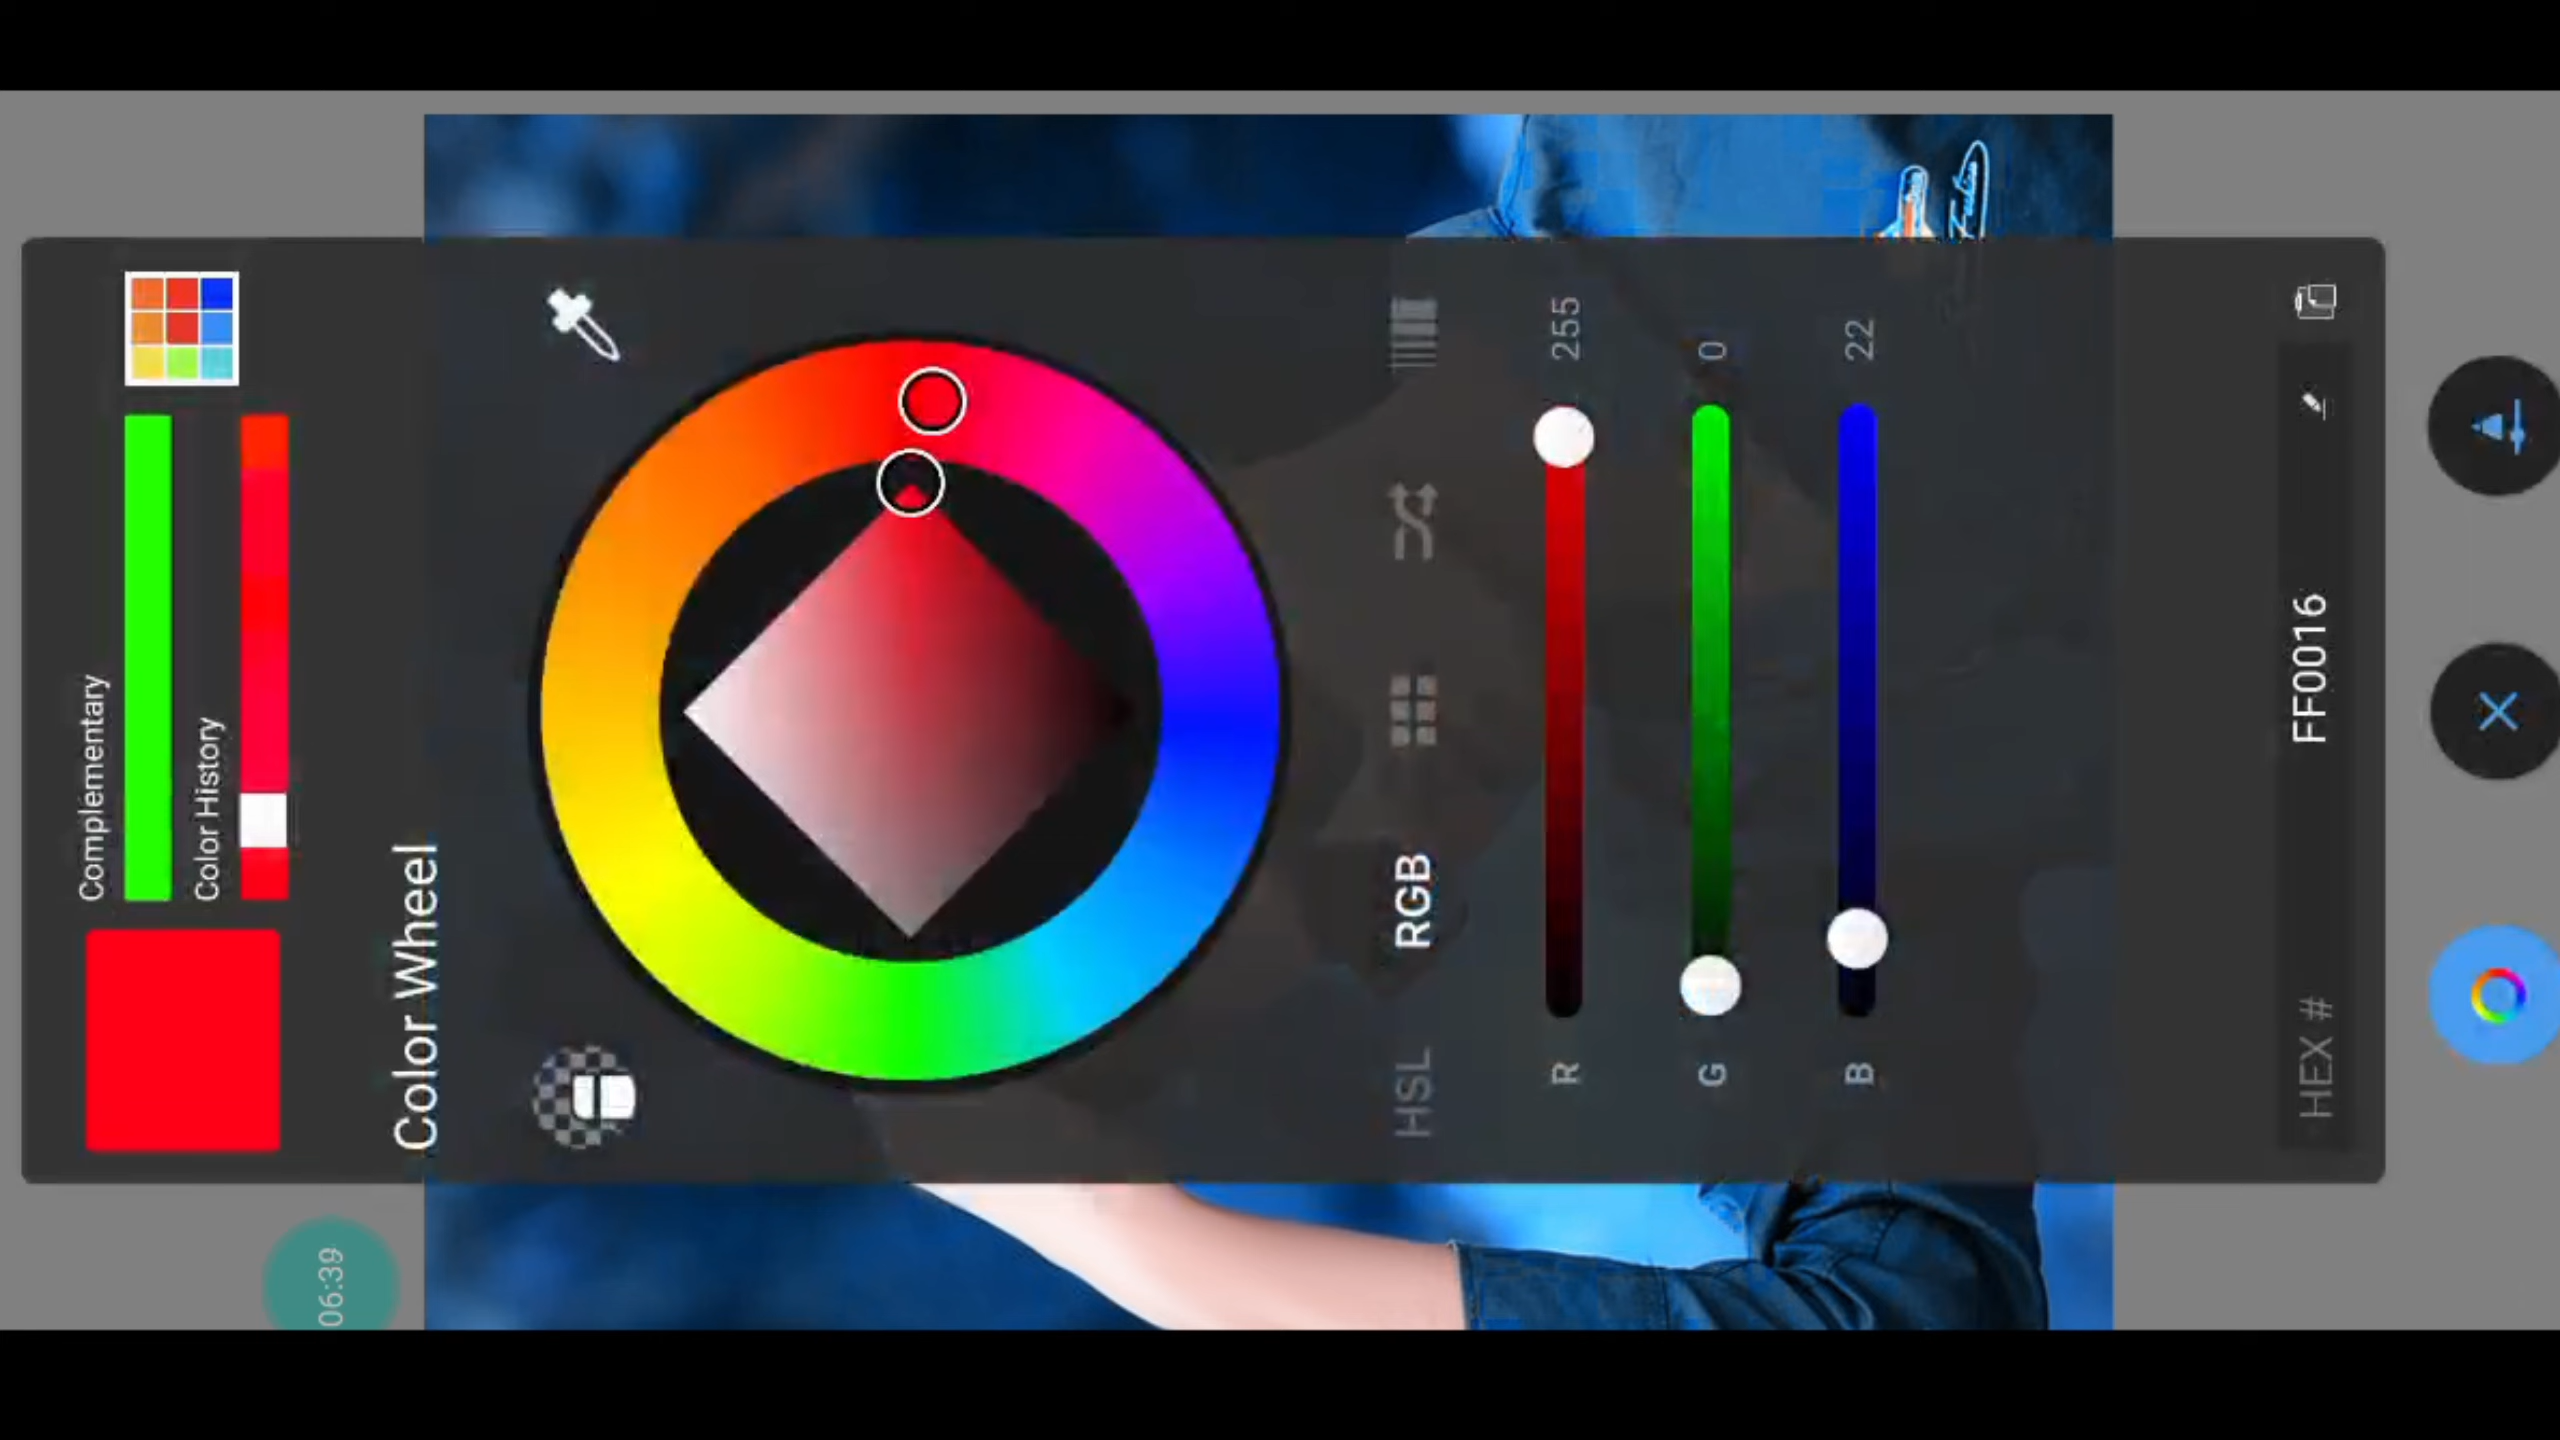 Complementary
Color History
Color Wheel
HSL RGB
R 255
G 0
B 22
HEX # FF0016
06:39